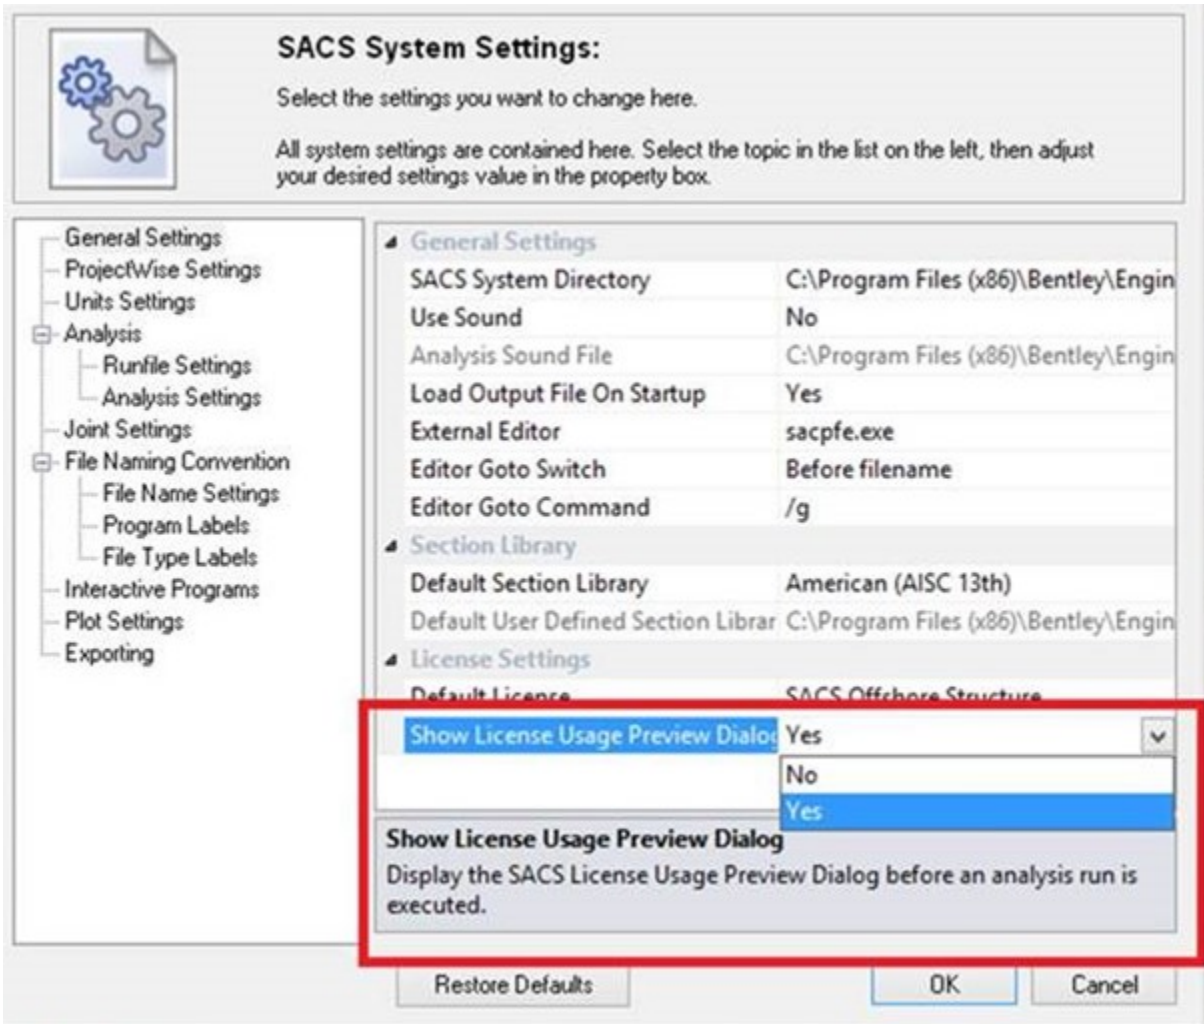 SACS System Settings:
Select the settings you want to change here.
All system settings are contained here. Select the topic in the list on the left, then adjust
your desired settings value in the property box.
General Settings
ProjectWise Settings
Units Settings
Analysis
Runfile Settings
Analysis Settings
Joint Settings
File Naming Convention
File Name Settings
Program Labels
File Type Labels
Interactive Programs
Plot Settings
Exporting
General Settings
SACS System Directory C:\Program Files (x86)\Bentley\Engin
Use Sound No
Analysis Sound File C:\Program Files (x86)\Bentley\Engin
Load Output File On Startup Yes
External Editor sacpfe.exe
Editor Goto Switch Before filename
Editor Goto Command /g
Section Library
Default Section Library American (AISC 13th)
Default User Defined Section Librar C:\Program Files (x86)\Bentley\Engin
License Settings
Default License SACS Offshore Structure
Show License Usage Preview Dialog Yes
No
Yes
Show License Usage Preview Dialog
Display the SACS License Usage Preview Dialog before an analysis run is
executed.
Restore Defaults OK Cancel